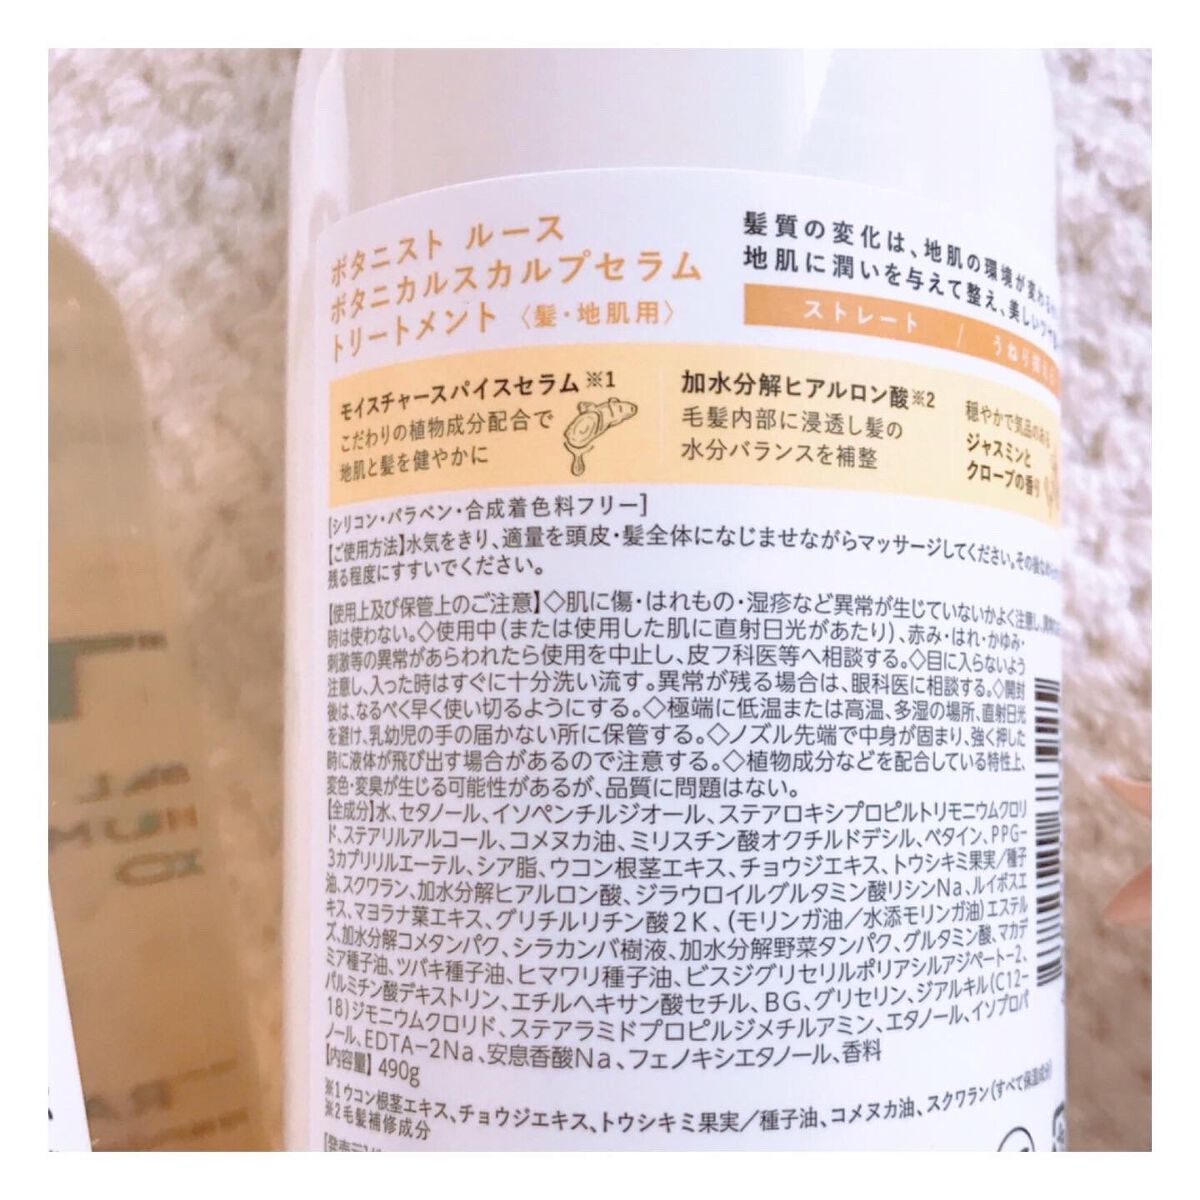 ボタニスト ルース
ボタニカルスカルプセラム
トリートメント〈髪・地肌用〉
髪質の変化は、地肌の環境が変わる
地肌に潤いを与えて整え、美しい
ストレート / うねり
モイスチャースパイスセラム※1
こだわりの植物成分配合で
地肌と髪を健やかに
加水分解ヒアルロン酸※2
毛髪内部に浸透し髪の
水分バランスを補整
穏やかで気品のある
ジャスミンと
クローブの香り
[シリコン・パラベン・合成着色料フリー]
【ご使用方法】水気をきり、適量を頭皮・髪全体になじませながらマッサージしてください。その後
残る程度にすすいでください。
【使用上及び保管上のご注意】◇肌に傷・はれもの・湿疹など異常が生じていないかよく注意し、
時は使わない。◇使用中(または使用した肌に直射日光があたり)、赤み・はれ・かゆみ・
刺激等の異常があらわれたら使用を中止し、皮フ科医等へ相談する。◇目に入らないよう
注意し、入った時はすぐに十分洗い流す。異常が残る場合は、眼科医に相談する。◇開封
後は、なるべく早く使い切るようにする。◇極端に低温または高温、多湿の場所、直射日光
を避け、乳幼児の手の届かない所に保管する。◇ノズル先端で中身が固まり、強く押した
時に液体が飛び出す場合があるので注意する。◇植物成分などを配合している特性上、
変色・変臭が生じる可能性があるが、品質に問題はない。
【全成分】水、セタノール、イソペンチルジオール、ステアロキシプロピルトリモニウムクロリ
ド、ステアリルアルコール、コメヌカ油、ミリスチン酸オクチルドデシル、ベタイン、PPG-
3カプリリルエーテル、シア脂、ウコン根茎エキス、チョウジエキス、トウシキミ果実/種子
油、スクワラン、加水分解ヒアルロン酸、ジラウロイルグルタミン酸リシンNa、ルイボスエ
キス、マヨラナ葉エキス、グリチルリチン酸2K、(モリンガ油/水添モリンガ油)エステル
ズ、加水分解コメタンパク、シラカンバ樹液、加水分解野菜タンパク、グルタミン酸、マカデ
ミア種子油、ツバキ種子油、ヒマワリ種子油、ビスジグリセリルポリアシルアジペート-2、
パルミチン酸デキストリン、エチルヘキサン酸セチル、BG、グリセリン、ジアルキル(C12-
18)ジモニウムクロリド、ステアラミドプロピルジメチルアミン、エタノール、イソプロパ
ノール、EDTA-2Na、安息香酸Na、フェノキシエタノール、香料
【内容量】490g
※1 ウコン根茎エキス、チョウジエキス、トウシキミ果実/種子油、コメヌカ油、スクワラン(すべて保湿成分)
※2 毛髪補修成分